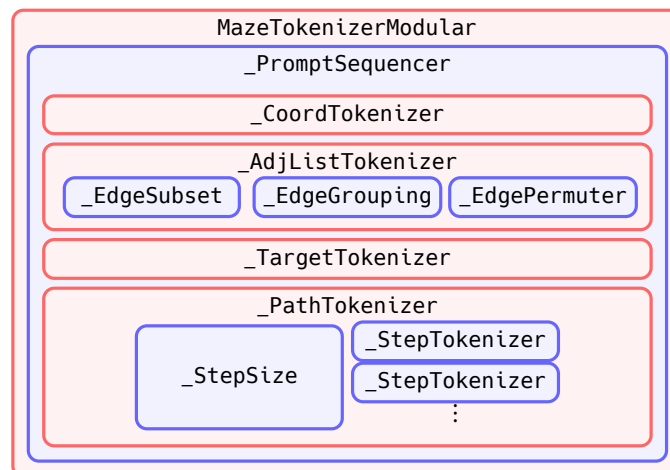 MazeTokenizerModular
_PromptSequencer
_CoordTokenizer
_AdjListTokenizer
_EdgeSubset _EdgeGrouping _EdgePermuter
_TargetTokenizer
_PathTokenizer
_StepSize
_StepTokenizer
_StepTokenizer
⋮